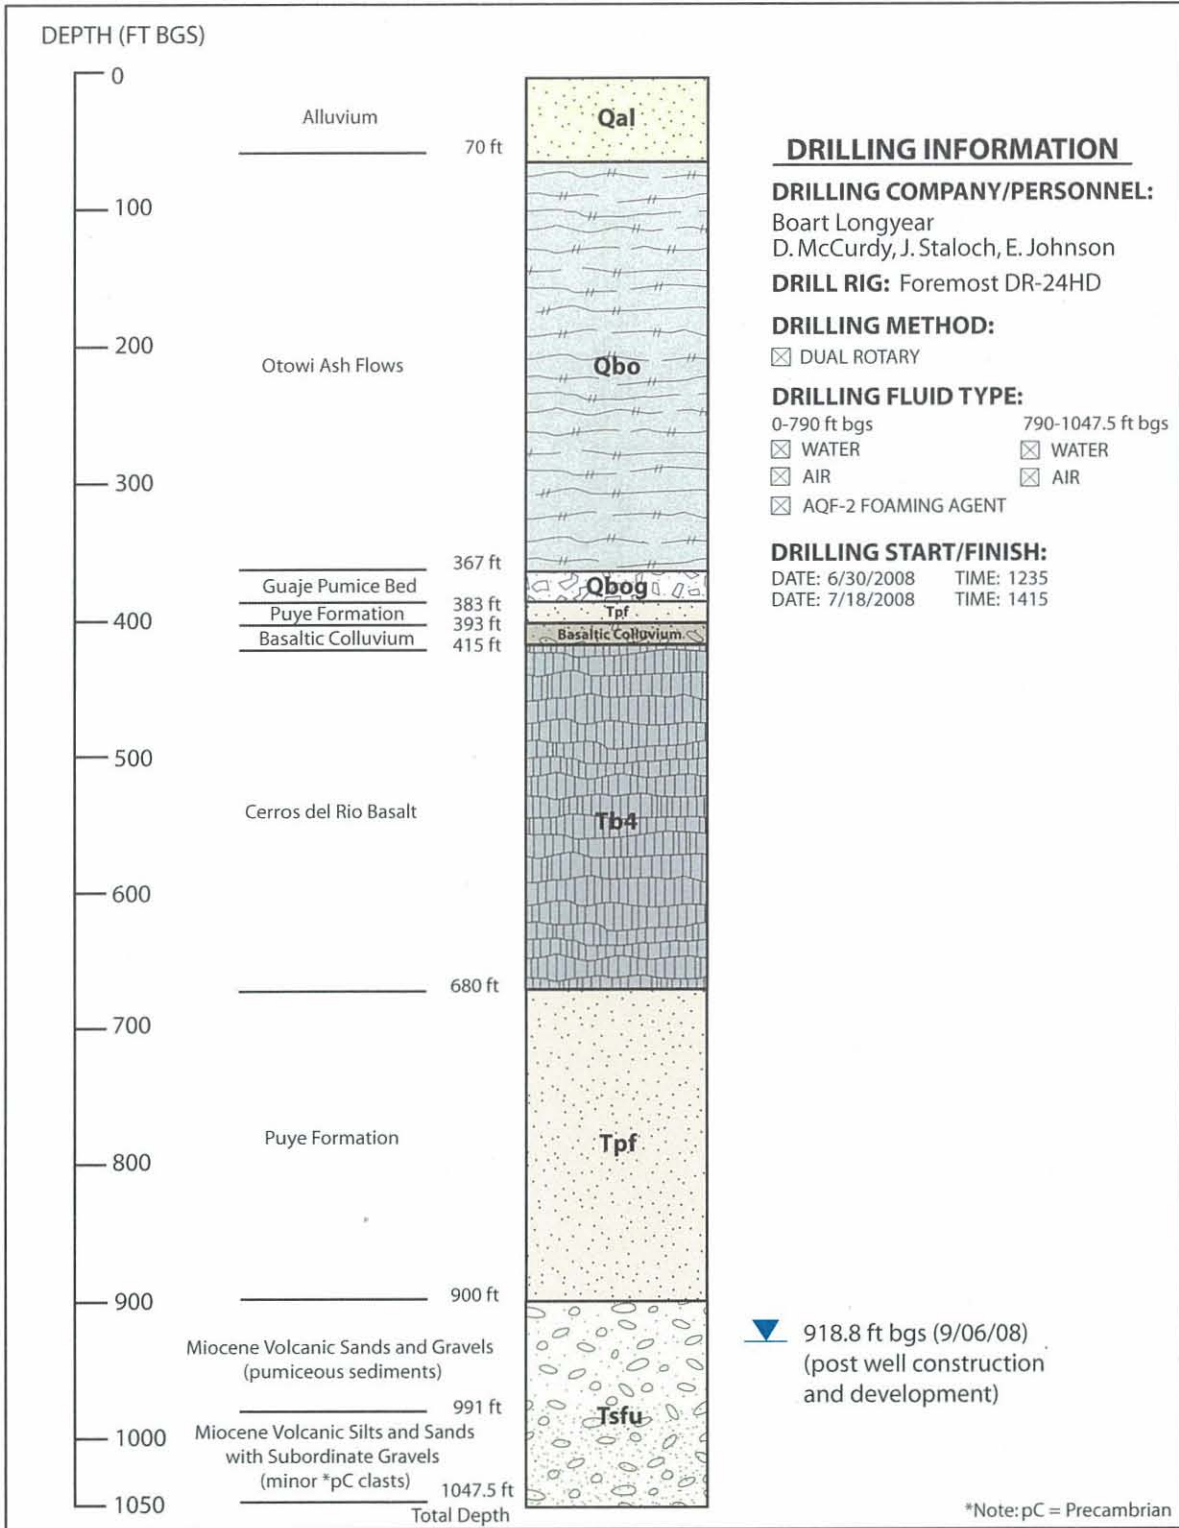 DEPTH (FT BGS)
0
100
200
300
400
500
600
700
800
900
1000
1050
Alluvium
70 ft
Otowi Ash Flows
367 ft
Guaje Pumice Bed
383 ft
Puye Formation
393 ft
Basaltic Colluvium
415 ft
Cerros del Rio Basalt
680 ft
Puye Formation
900 ft
Miocene Volcanic Sands and Gravels
(pumiceous sediments)
991 ft
Miocene Volcanic Silts and Sands
with Subordinate Gravels
(minor *pC clasts)
1047.5 ft
Total Depth
Qal
Qbo
Qbog
Tpf
Basaltic Colluvium
Tb4
Tpf
Tsfu
DRILLING INFORMATION
DRILLING COMPANY/PERSONNEL:
Boart Longyear
D. McCurdy, J. Staloch, E. Johnson
DRILL RIG: Foremost DR-24HD
DRILLING METHOD:
☒ DUAL ROTARY
DRILLING FLUID TYPE:
0-790 ft bgs 790-1047.5 ft bgs
☒ WATER ☒ WATER
☒ AIR ☒ AIR
☒ AQF-2 FOAMING AGENT
DRILLING START/FINISH:
DATE: 6/30/2008 TIME: 1235
DATE: 7/18/2008 TIME: 1415
918.8 ft bgs (9/06/08)
(post well construction
and development)
*Note: pC = Precambrian